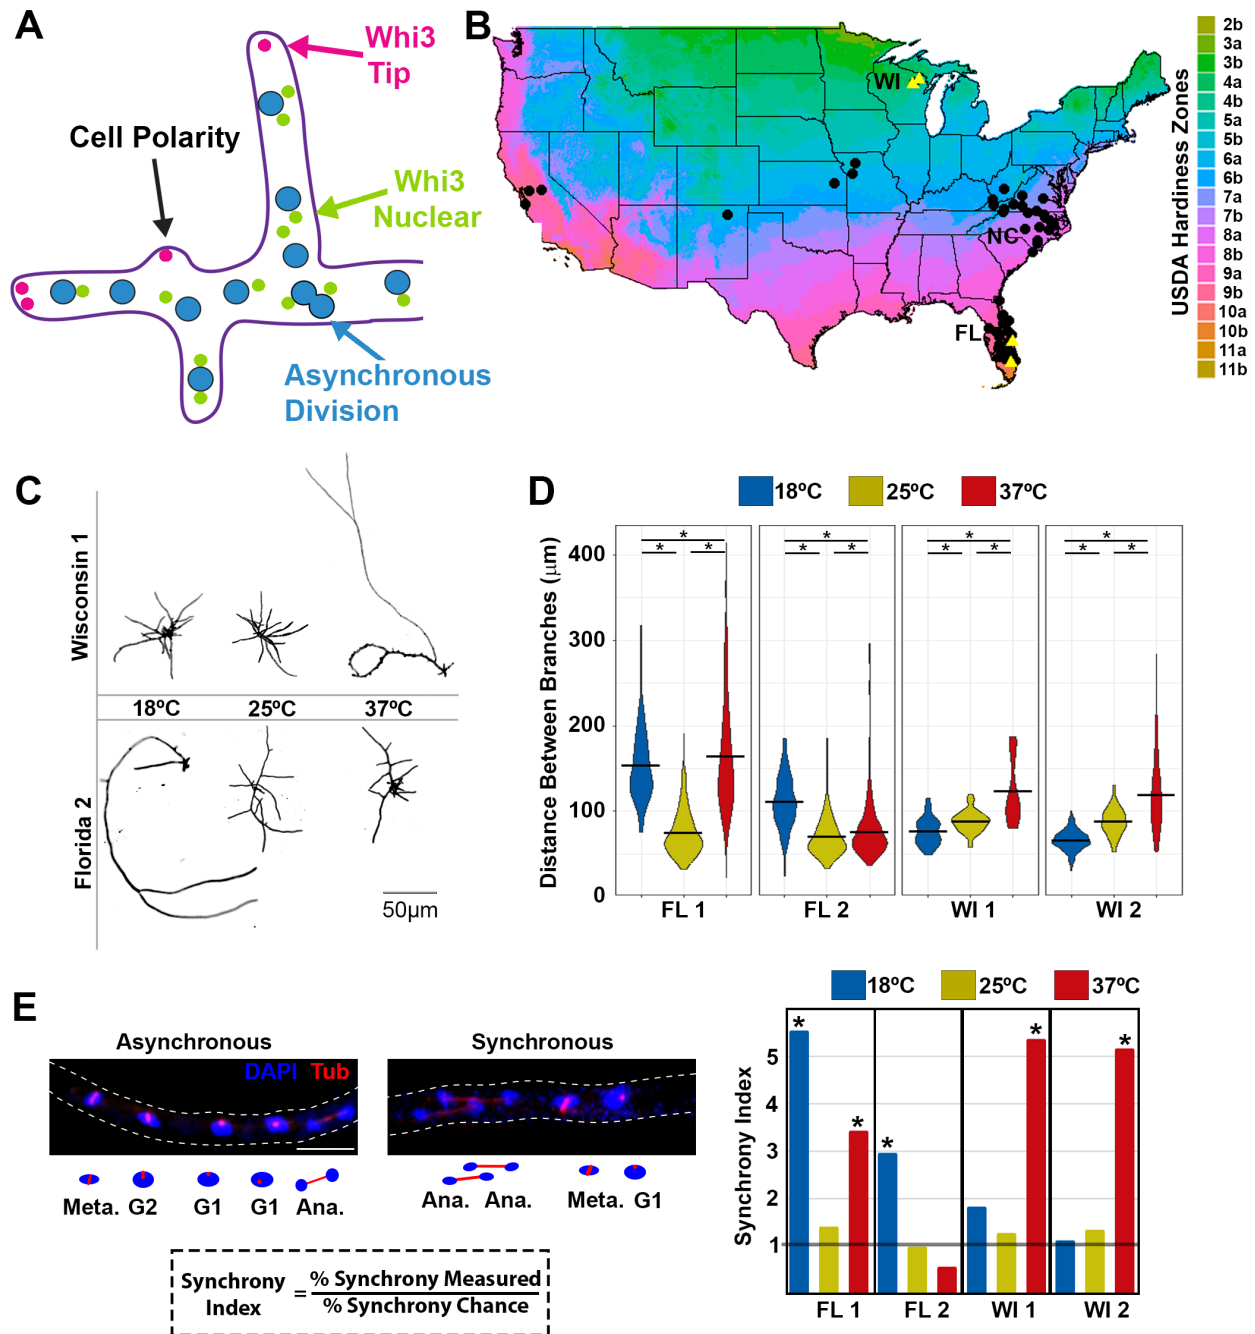 A
Whi3
Tip
Cell Polarity
Whi3
Nuclear
Asynchronous
Division
B
WI
NC
FL
USDA Hardiness Zones
2b
3a
3b
4a
4b
5a
5b
6a
6b
7a
7b
8a
8b
9a
9b
10a
10b
11a
11b
C
Wisconsin 1
18ºC
25ºC
37ºC
Florida 2
50µm
D
18ºC
25ºC
37ºC
Distance Between Branches (µm)
400
300
200
100
0
* * *
* * *
* * *
* * *
FL 1
FL 2
WI 1
WI 2
E
Asynchronous
DAPI Tub
Meta. G2 G1 G1 Ana.
Synchronous
Ana. Ana. Meta. G1
Synchrony Index = % Synchrony Measured
% Synchrony Chance
18ºC
25ºC
37ºC
Synchrony Index
5
4
3
2
1
* * * * *
FL 1
FL 2
WI 1
WI 2